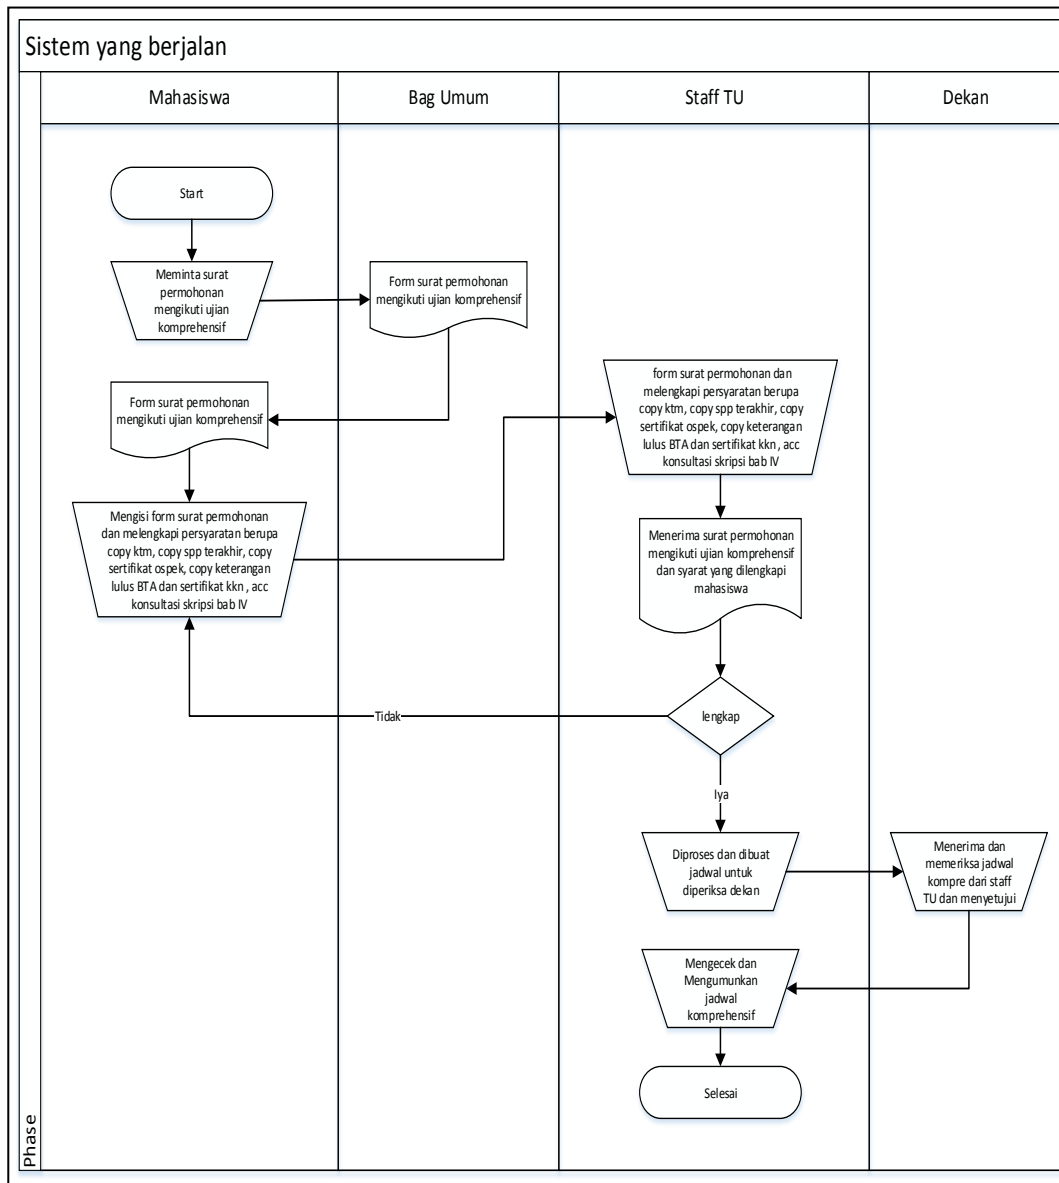 Sistem yang berjalan
Phase
Mahasiswa
Bag Umum
Staff TU
Dekan
Start
Meminta surat
permohonan
mengikuti ujian
komprehensif
Form surat permohonan
mengikuti ujian komprehensif
Form surat permohonan
mengikuti ujian komprehensif
Mengisi form surat permohonan
dan melengkapi persyaratan berupa
copy ktm, copy spp terakhir, copy
sertifikat ospek, copy keterangan
lulus BTA dan sertifikat kkn , acc
konsultasi skripsi bab IV
form surat permohonan dan
melengkapi persyaratan berupa
copy ktm, copy spp terakhir, copy
sertifikat ospek, copy keterangan
lulus BTA dan sertifikat kkn , acc
konsultasi skripsi bab IV
Menerima surat permohonan
mengikuti ujian komprehensif
dan syarat yang dilengkapi
mahasiswa
lengkap
Tidak
Iya
Diproses dan dibuat
jadwal untuk
diperiksa dekan
Menerima dan
memeriksa jadwal
kompre dari staff
TU dan menyetujui
Mengecek dan
Mengumunkan
jadwal
komprehensif
Selesai